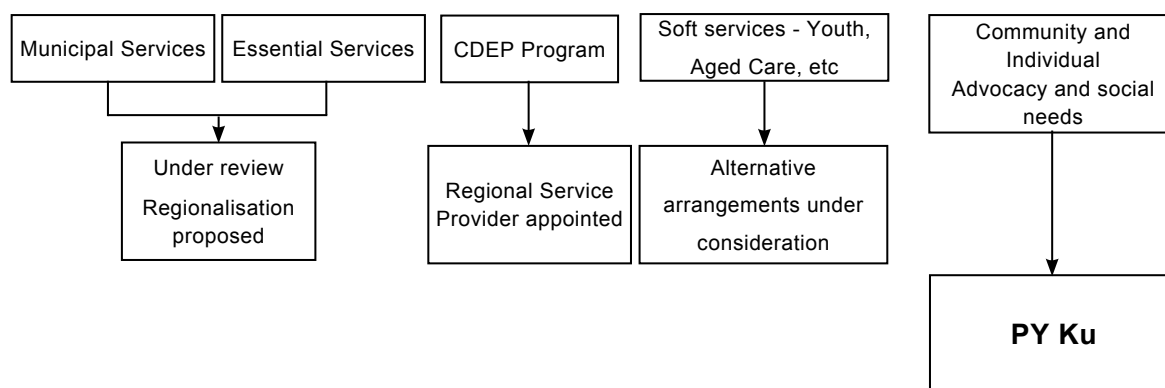 Municipal Services
Essential Services
CDEP Program
Soft services - Youth,
Aged Care, etc
Community and
Individual
Advocacy and social
needs
Under review
Regionalisation
proposed
Regional Service
Provider appointed
Alternative
arrangements under
consideration
PY Ku